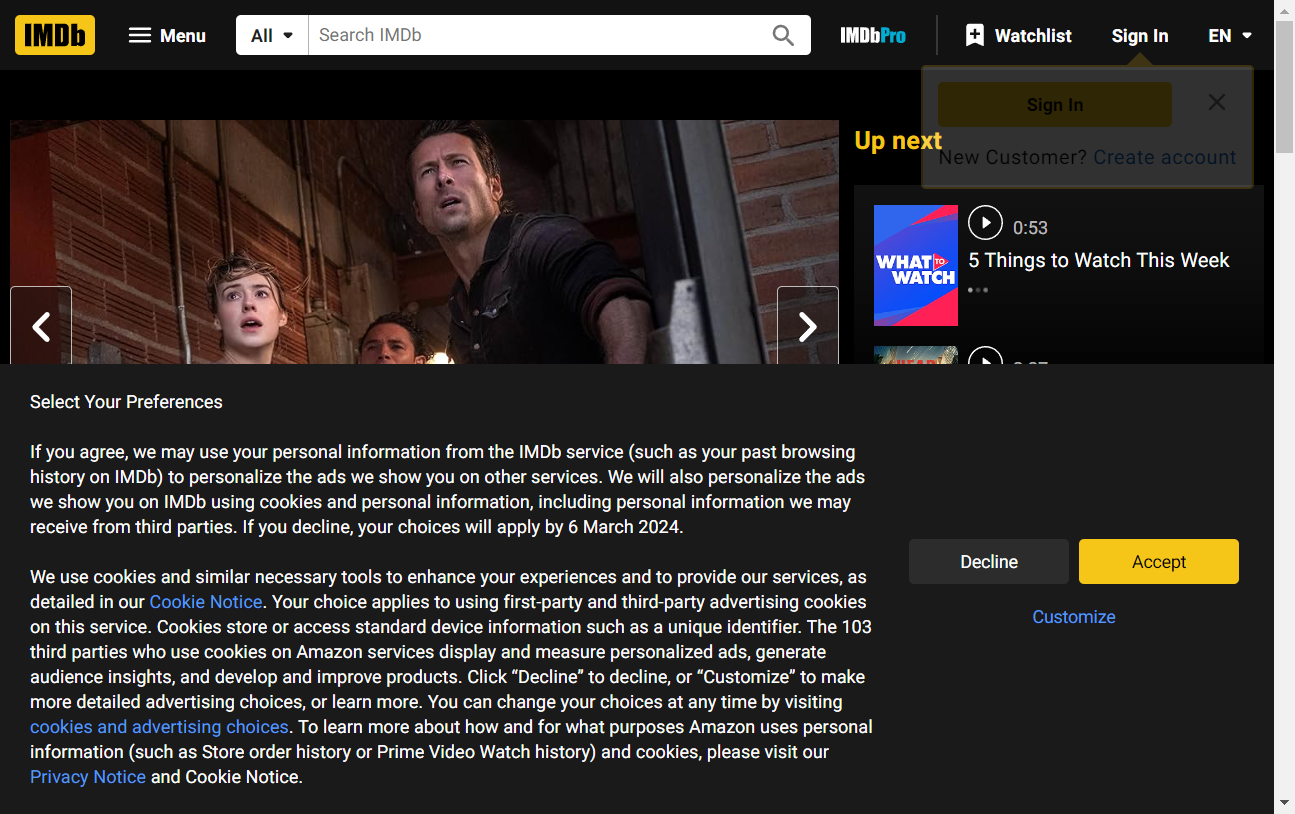 IMDb
Menu
All
Search IMDb
IMDbPro
Watchlist
Sign In
EN
Sign In
New Customer? Create account
Up next
WHAT TO WATCH
0:53
5 Things to Watch This Week
Select Your Preferences
If you agree, we may use your personal information from the IMDb service (such as your past browsing
history on IMDb) to personalize the ads we show you on other services. We will also personalize the ads
we show you on IMDb using cookies and personal information, including personal information we may
receive from third parties. If you decline, your choices will apply by 6 March 2024.
We use cookies and similar necessary tools to enhance your experiences and to provide our services, as
detailed in our Cookie Notice. Your choice applies to using first-party and third-party advertising cookies
on this service. Cookies store or access standard device information such as a unique identifier. The 103
third parties who use cookies on Amazon services display and measure personalized ads, generate
audience insights, and develop and improve products. Click “Decline” to decline, or “Customize” to make
more detailed advertising choices, or learn more. You can change your choices at any time by visiting
cookies and advertising choices. To learn more about how and for what purposes Amazon uses personal
information (such as Store order history or Prime Video Watch history) and cookies, please visit our
Privacy Notice and Cookie Notice.
Decline
Accept
Customize